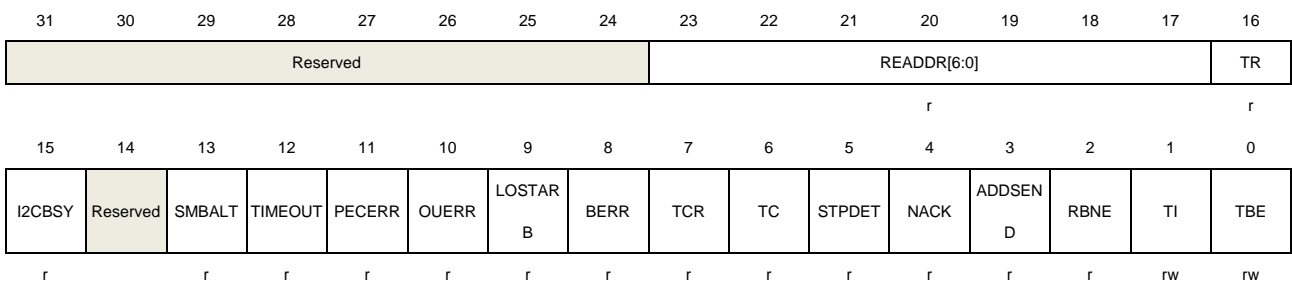 31 30 29 28 27 26 25 24 23 22 21 20 19 18 17 16
Reserved READDR[6:0] TR
r r
15 14 13 12 11 10 9 8 7 6 5 4 3 2 1 0
I2CBSY Reserved SMBALT TIMEOUT PECERR OUERR LOSTAR B BERR TCR TC STPDET NACK ADDSEN D RBNE TI TBE
r r r r r r r r r r r r r rw rw